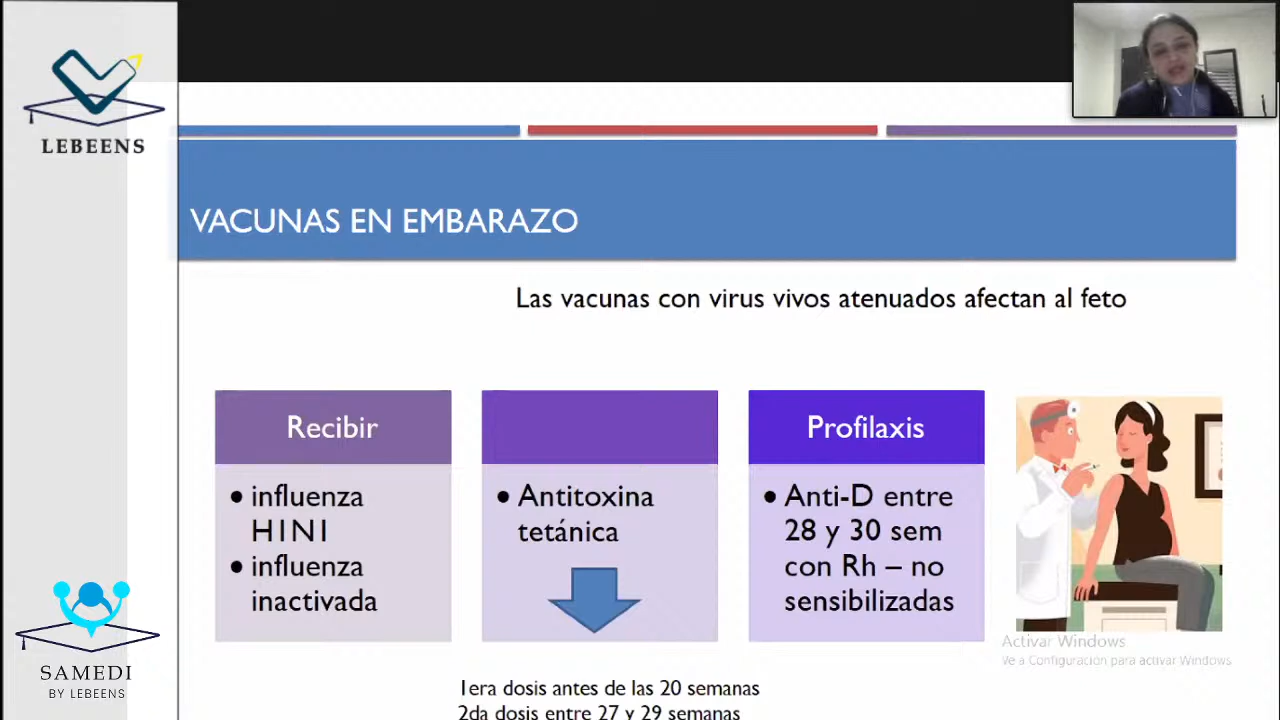 LEBEENS
VACUNAS EN EMBARAZO
Las vacunas con virus vivos atenuados afectan al feto
Recibir
• influenza
H1N1
• influenza
inactivada
• Antitoxina
tetánica
Profilaxis
• Anti-D entre
28 y 30 sem
con Rh – no
sensibilizadas
Activar Windows
Ve a Configuración para activar Windows
1era dosis antes de las 20 semanas
2da dosis entre 27 y 29 semanas
SAMEDI
BY LEBEENS